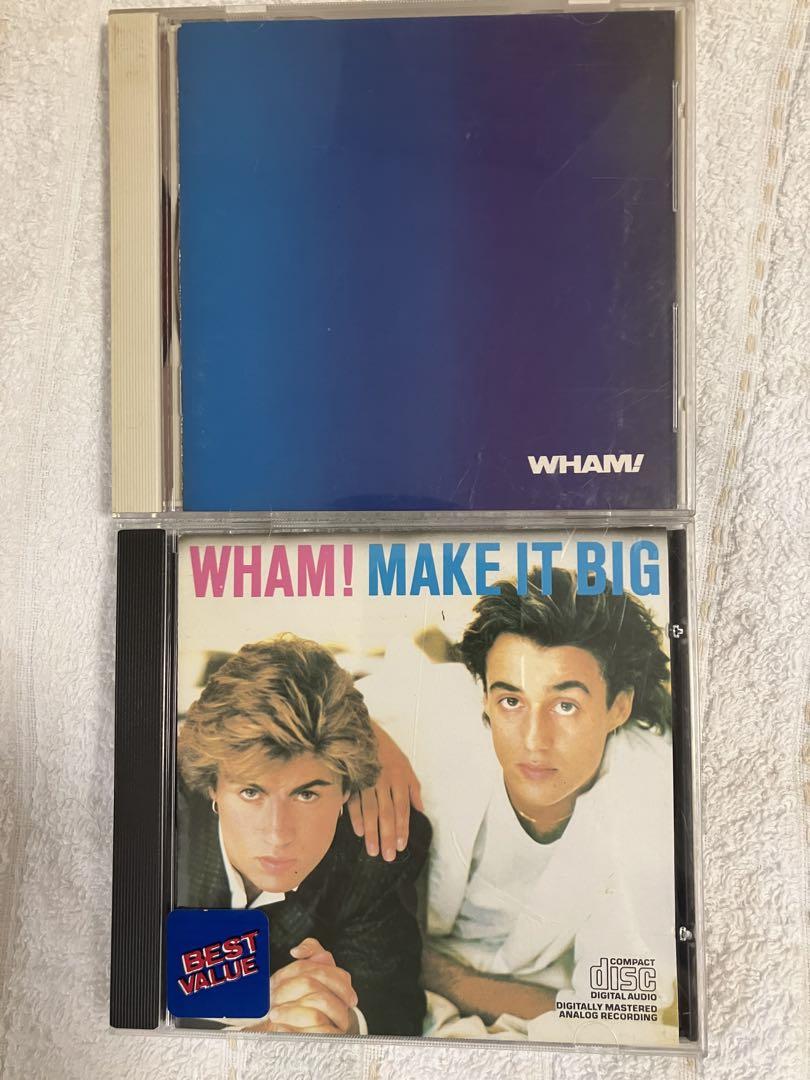 WHAM!
WHAM! MAKE IT BIG
BEST
VALUE
COMPACT
disc
DIGITAL AUDIO
DIGITALLY MASTERED
ANALOG RECORDING